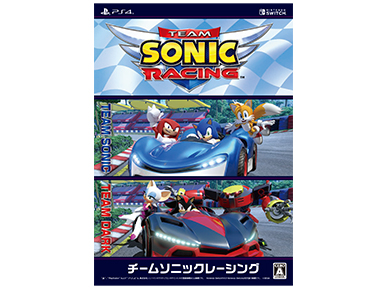 PS4
NINTENDO
SWITCH
TEAM
SONIC
RACING
TEAM SONIC
TEAM DARK
チームソニックレーシング
A